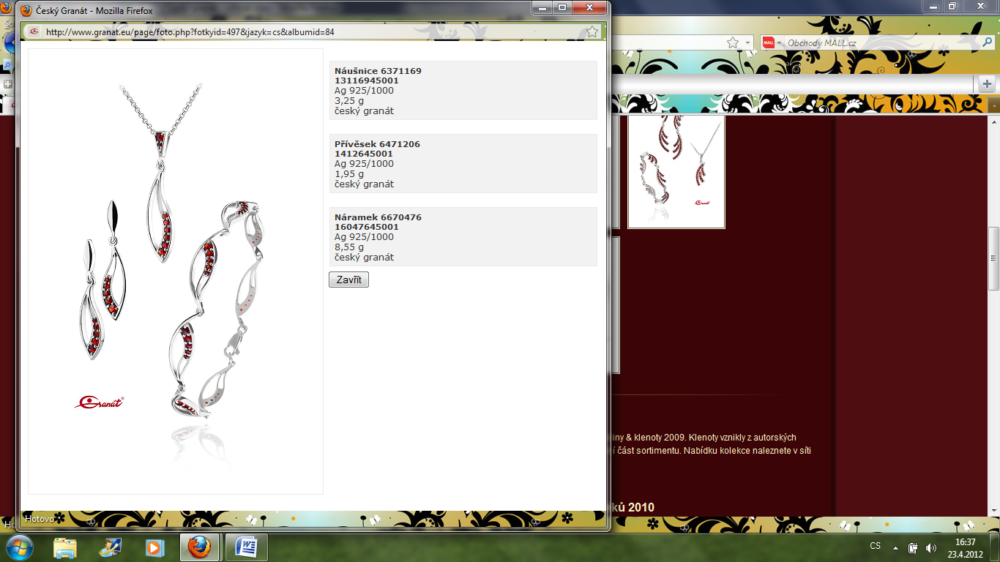 Český Granát - Mozilla Firefox
http://www.granat.eu/page/foto.php?fotkyid=497&jazyk=cs&albumid=84
MALL
Obchody MALL.cz
Náušnice 6371169
13116945001
Ag 925/1000
3,25 g
český granát
Přívěsek 6471206
1412645001
Ag 925/1000
1,95 g
český granát
Náramek 6670476
16047645001
Ag 925/1000
8,55 g
český granát
Zavřít
Granát
Granát
iny & klenoty 2009. Klenoty vznikly z autorských
í část sortimentu. Nabídku kolekce naleznete v síti
ků 2010
Hotovo
CS
16:37
23.4.2012